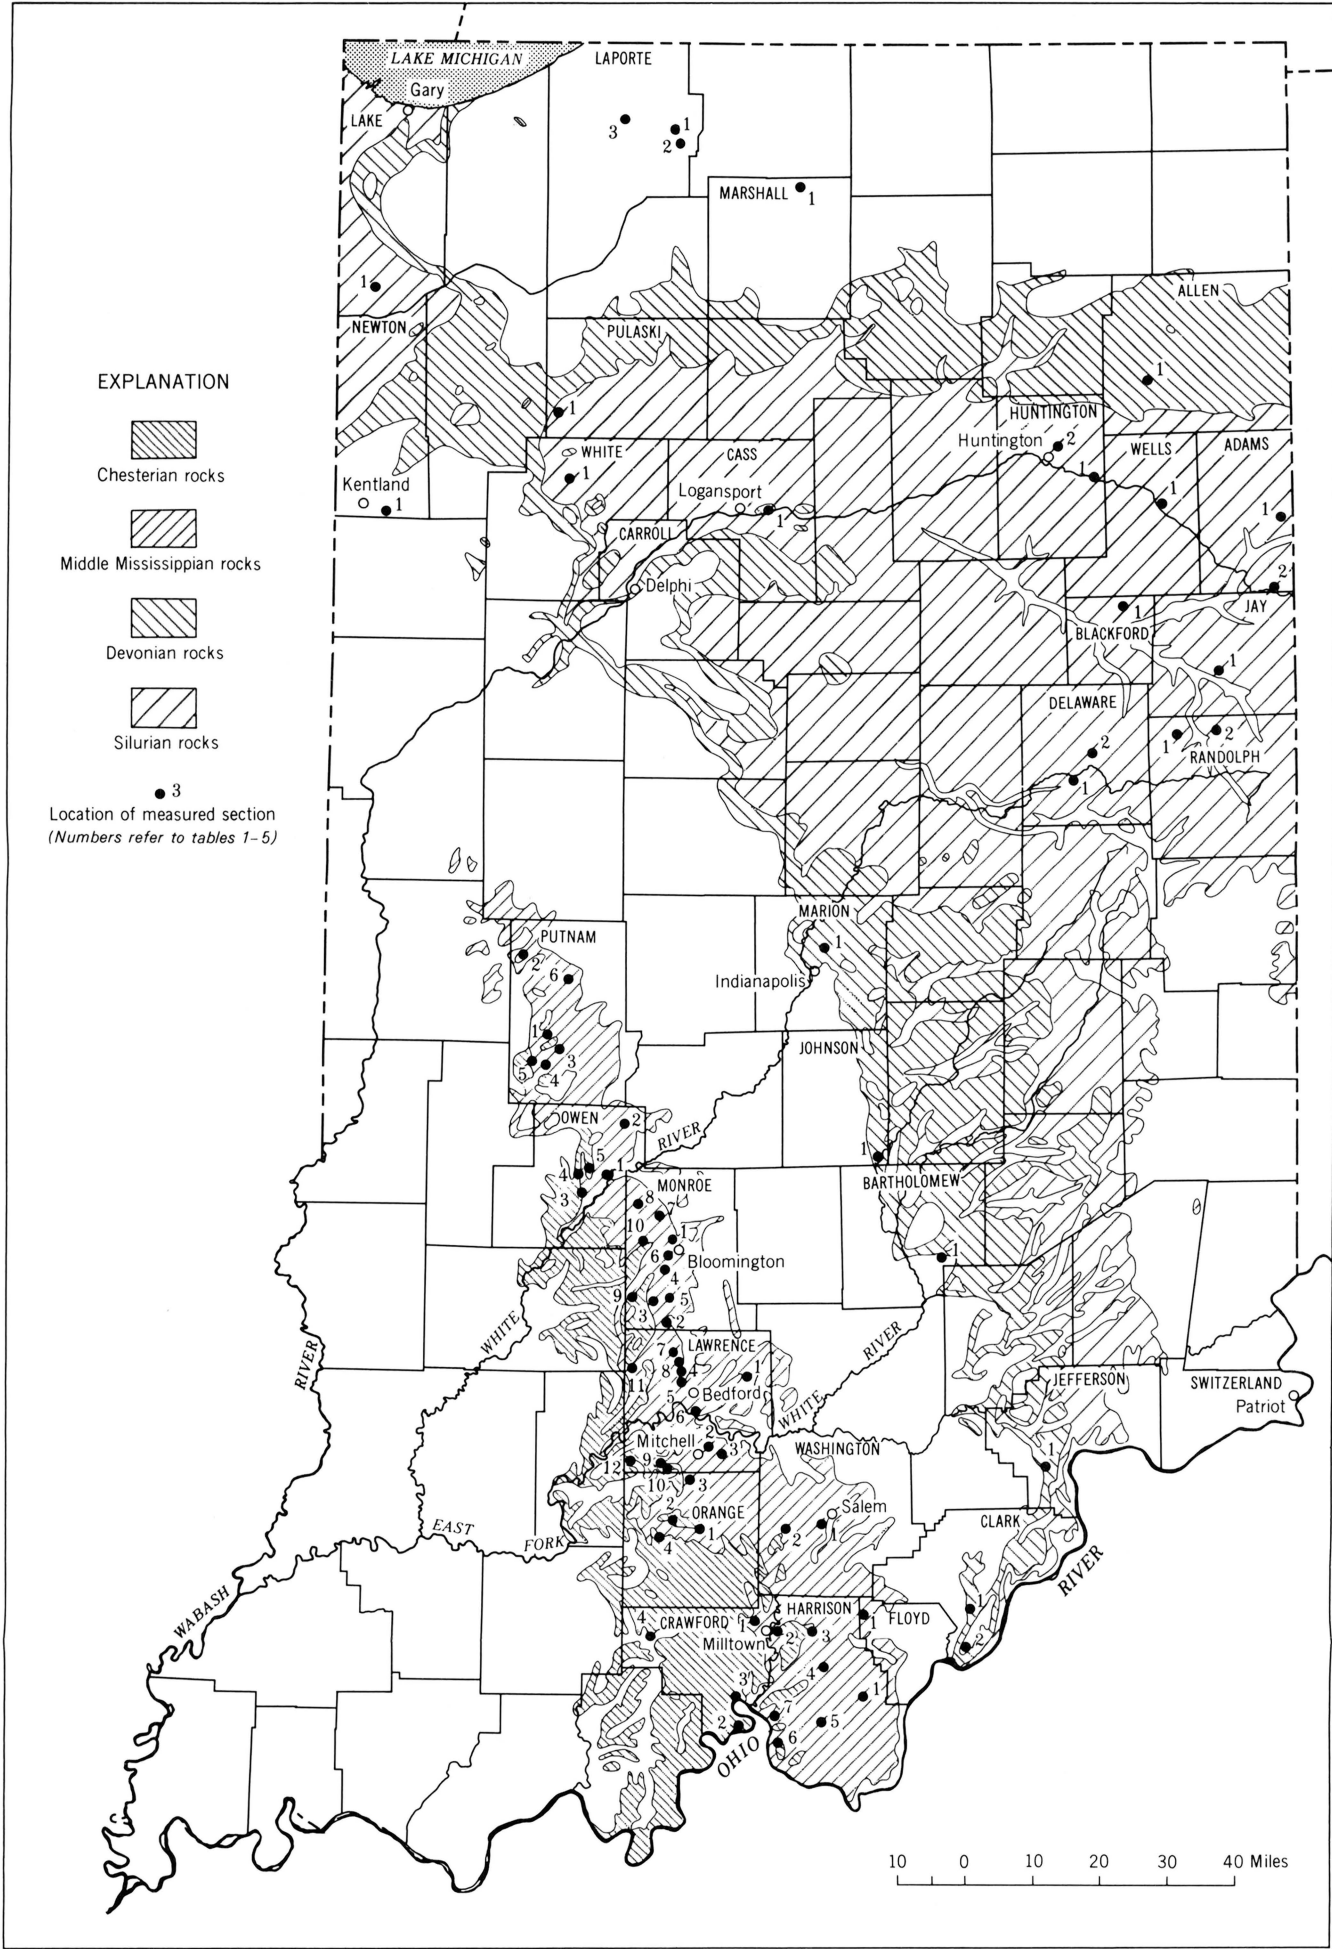 LAKE MICHIGAN
LAPORTE
Gary
LAKE
3
1
2
MARSHALL
1
1
ALLEN
NEWTON
PULASKI
EXPLANATION
1
1
HUNTINGTON
Huntington
2
WHITE
CASS
WELLS
ADAMS
Chesterian rocks
1
1
Kentland
Logansport
1
1
1
1
CARROLL
Middle Mississippian rocks
Delphi
2
1
JAY
BLACKFORD
Devonian rocks
1
DELAWARE
Silurian rocks
2
1
2
RANDOLPH
3
1
Location of measured section
(Numbers refer to tables 1–5)
MARION
PUTNAM
1
2
6
Indianapolis
1
JOHNSON
3
5
4
OWEN
2
RIVER
1
5
1
4
BARTHOLOMEW
MONROE
3
8
7
10
1
6
Bloomington
1
4
9
5
3
2
WHITE
RIVER
RIVER
7
LAWRENCE
8
4
1
JEFFERSON
SWITZERLAND
11
Bedford
Patriot
5
WHITE
6
Mitchell
2
3
WASHINGTON
1
12
9
10
3
Salem
2
ORANGE
CLARK
EAST
1
2
1
FORK
4
RIVER
WABASH
4
CRAWFORD
1
HARRISON
1
FLOYD
1
Milltown
2
3
2
4
3
1
7
2
5
6
OHIO
10
0
10
20
30
40 Miles